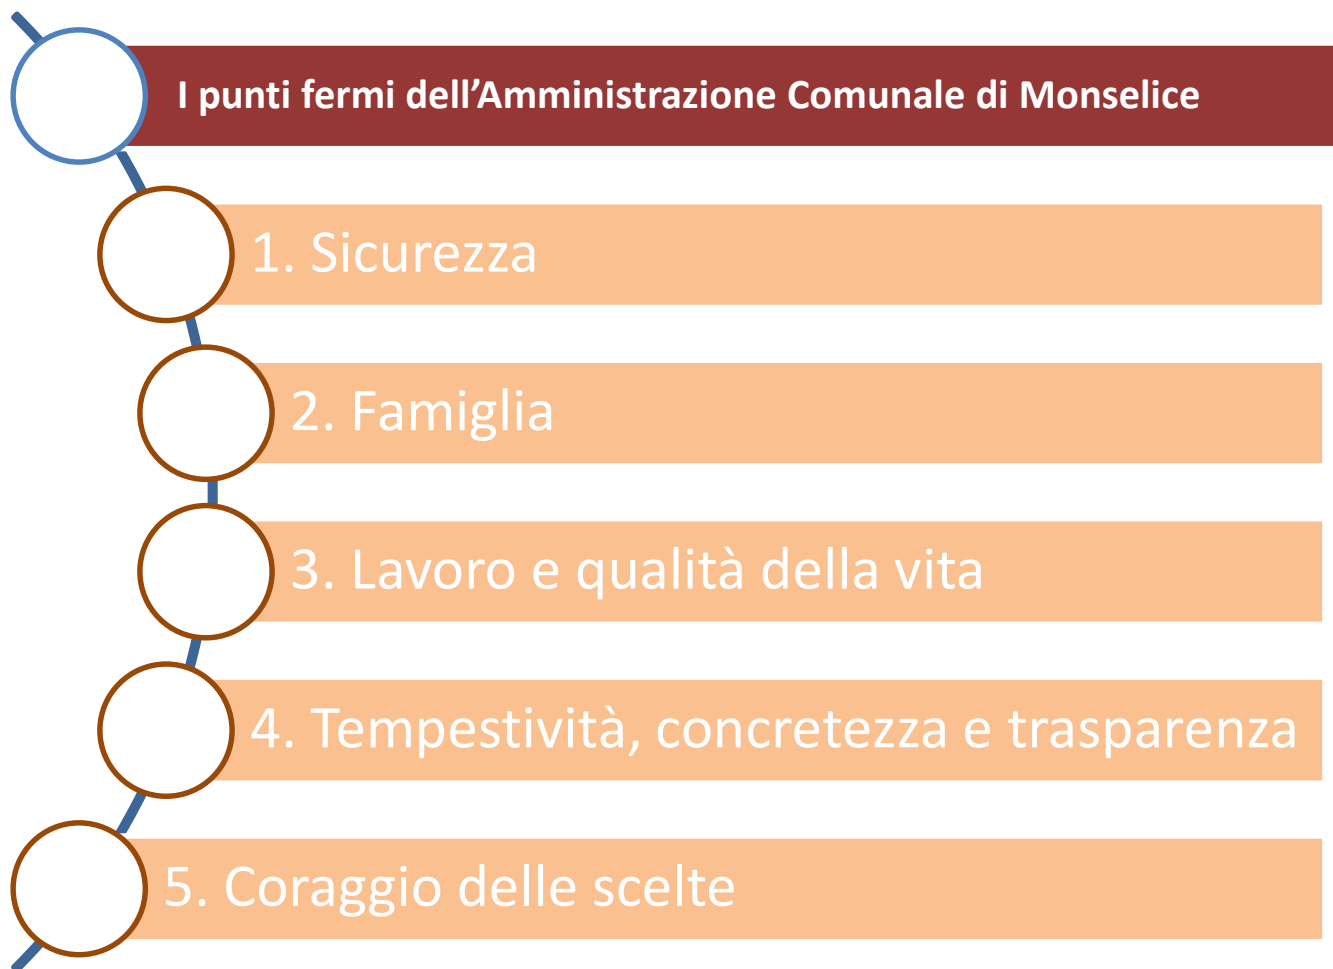 I punti fermi dell’Amministrazione Comunale di Monselice
1. Sicurezza
2. Famiglia
3. Lavoro e qualità della vita
4. Tempestività, concretezza e trasparenza
5. Coraggio delle scelte